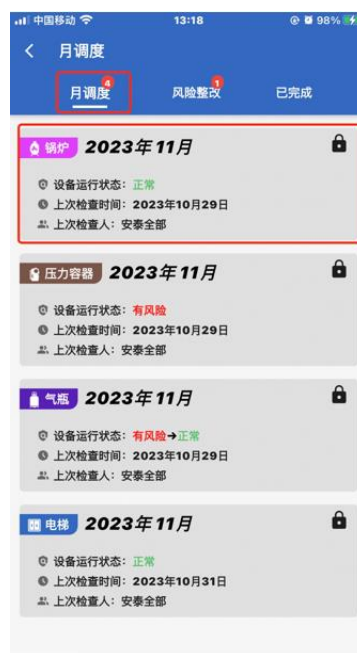 中国移动 13:18 98%
月调度
月调度 4 风险整改 1 已完成
锅炉 2023年11月
设备运行状态：正常
上次检查时间：2023年10月29日
上次检查人：安泰全部
压力容器 2023年11月
设备运行状态：有风险
上次检查时间：2023年10月29日
上次检查人：安泰全部
气瓶 2023年11月
设备运行状态：有风险→正常
上次检查时间：2023年10月29日
上次检查人：安泰全部
电梯 2023年11月
设备运行状态：正常
上次检查时间：2023年10月31日
上次检查人：安泰全部